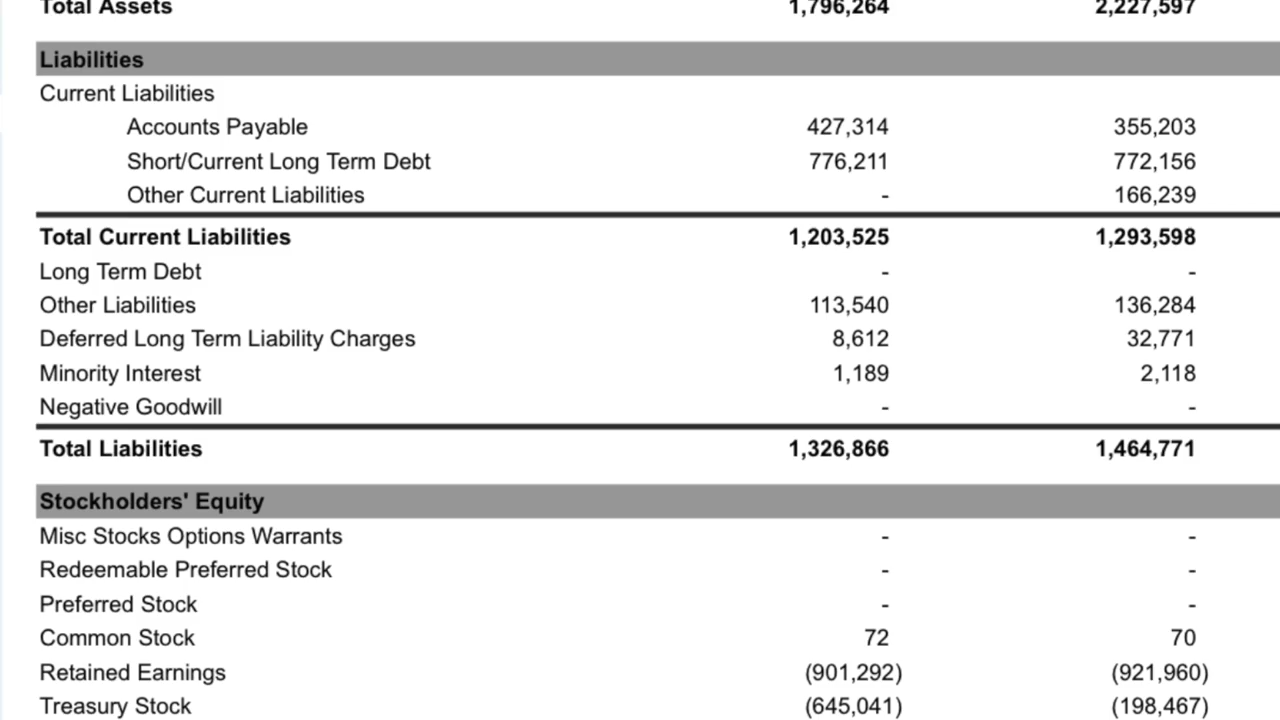 Total Assets 1,796,264 2,227,597
Liabilities
Current Liabilities
Accounts Payable 427,314 355,203
Short/Current Long Term Debt 776,211 772,156
Other Current Liabilities - 166,239
Total Current Liabilities 1,203,525 1,293,598
Long Term Debt - -
Other Liabilities 113,540 136,284
Deferred Long Term Liability Charges 8,612 32,771
Minority Interest 1,189 2,118
Negative Goodwill - -
Total Liabilities 1,326,866 1,464,771
Stockholders' Equity
Misc Stocks Options Warrants - -
Redeemable Preferred Stock - -
Preferred Stock - -
Common Stock 72 70
Retained Earnings (901,292) (921,960)
Treasury Stock (645,041) (198,467)